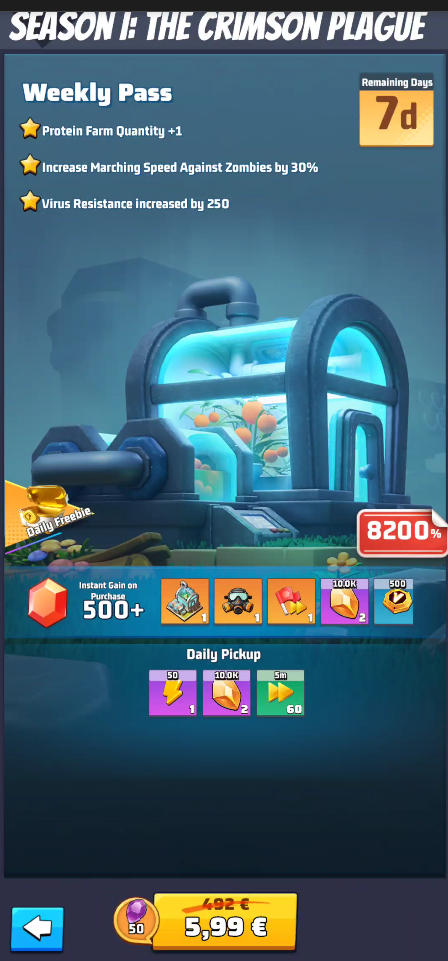 SEASON 1: THE CRIMSON PLAGUE
Weekly Pass
Remaining Days
7d
Protein Farm Quantity +1
Increase Marching Speed Against Zombies by 30%
Virus Resistance increased by 250
Daily Freebie
8200%
Instant Gain on
Purchase
500+
1
1
1
10.0K
2
500
Daily Pickup
50
1
10.0K
2
5m
60
50
492 €
5,99 €